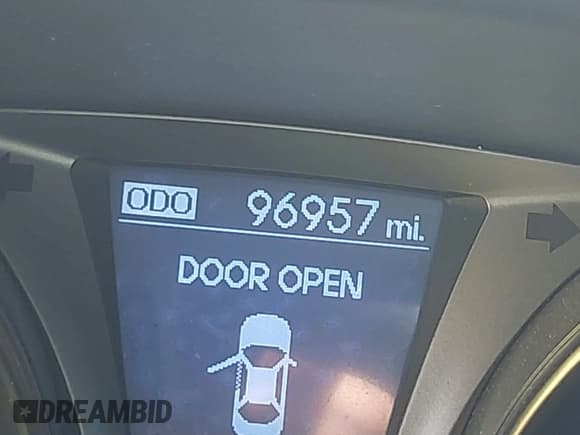 ODO 96957 mi.
DOOR OPEN
DREAMBID